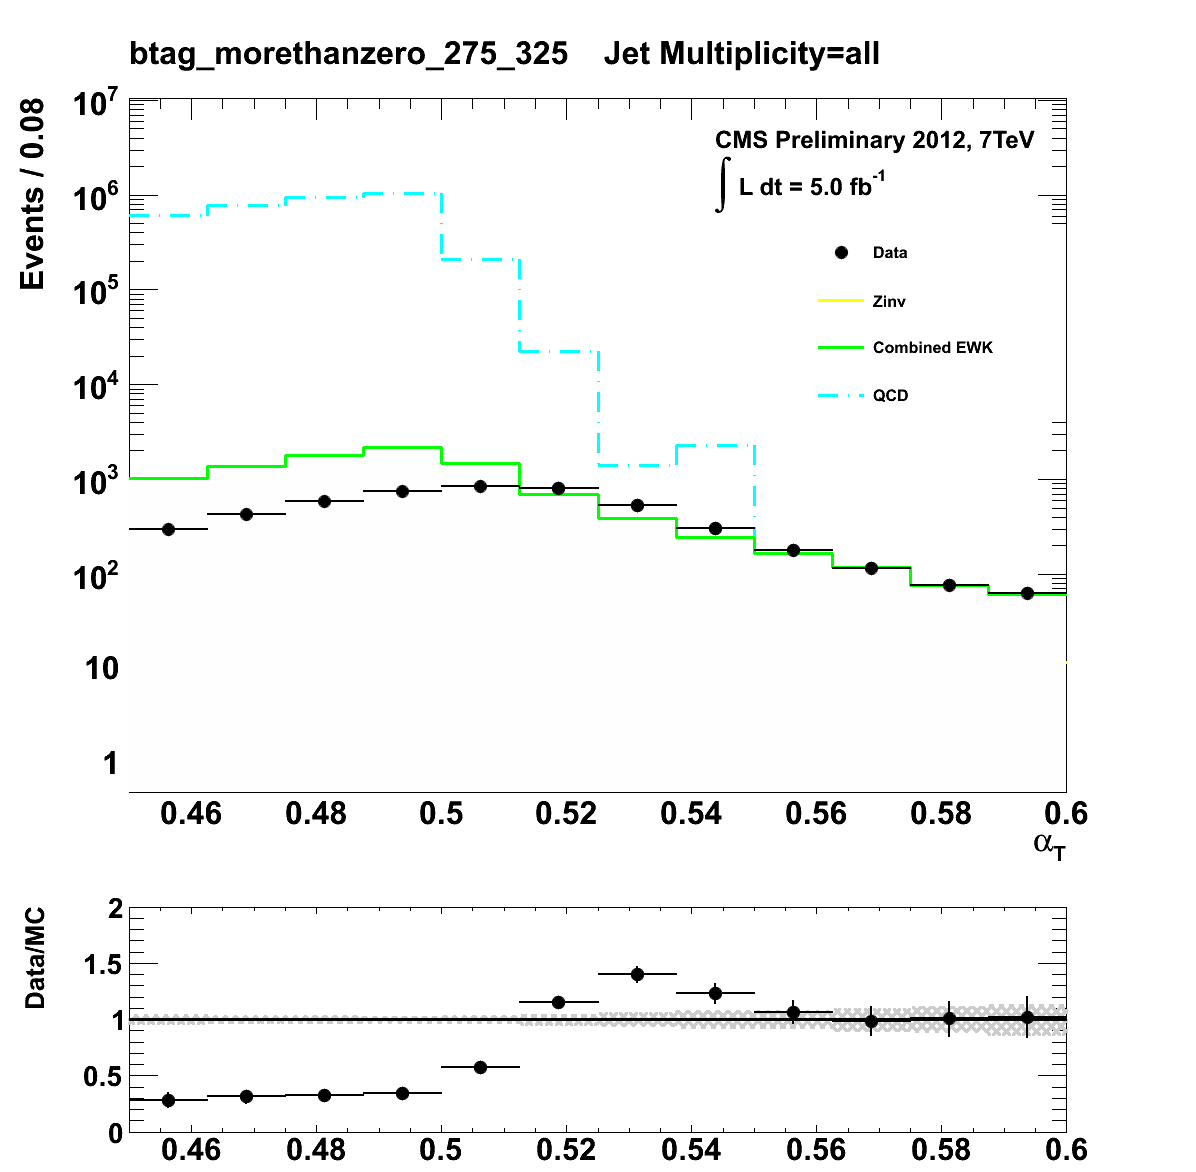 btag_morethanzero_275_325 Jet Multiplicity=all
Events / 0.08
10^7
10^6
10^5
10^4
10^3
10^2
10
1
CMS Preliminary 2012, 7TeV
∫ L dt = 5.0 fb^-1
Data
Zinv
Combined EWK
QCD
0.46 0.48 0.5 0.52 0.54 0.56 0.58 0.6
α_T
Data/MC
2
1.5
1
0.5
0
0.46 0.48 0.5 0.52 0.54 0.56 0.58 0.6